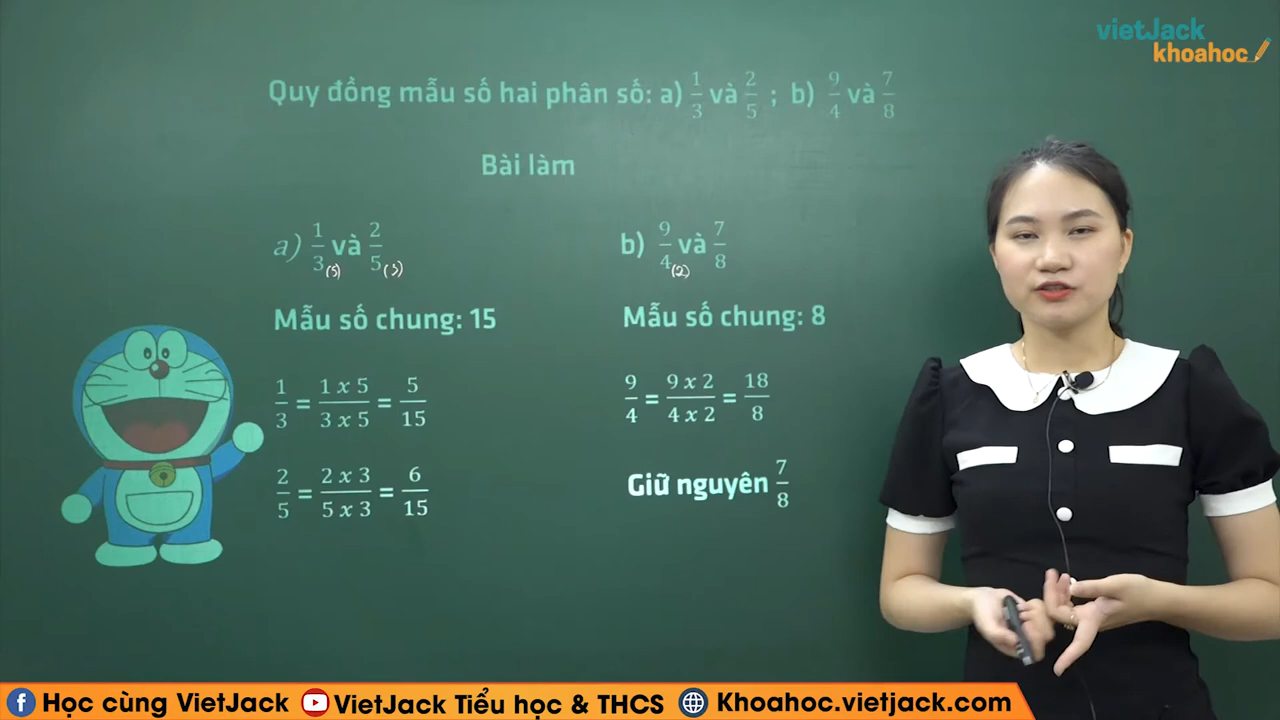 vietJack
khoahoc
Quy đồng mẫu số hai phân số: a) 1/3 và 2/5 ; b) 9/4 và 7/8
Bài làm
a) 1/3 (5) và 2/5 (3)
Mẫu số chung: 15
1/3 = 1 x 5/3 x 5 = 5/15
2/5 = 2 x 3/5 x 3 = 6/15
b) 9/4 (2) và 7/8
Mẫu số chung: 8
9/4 = 9 x 2/4 x 2 = 18/8
Giữ nguyên 7/8
Học cùng VietJack
VietJack Tiểu học & THCS
Khoahoc.vietjack.com